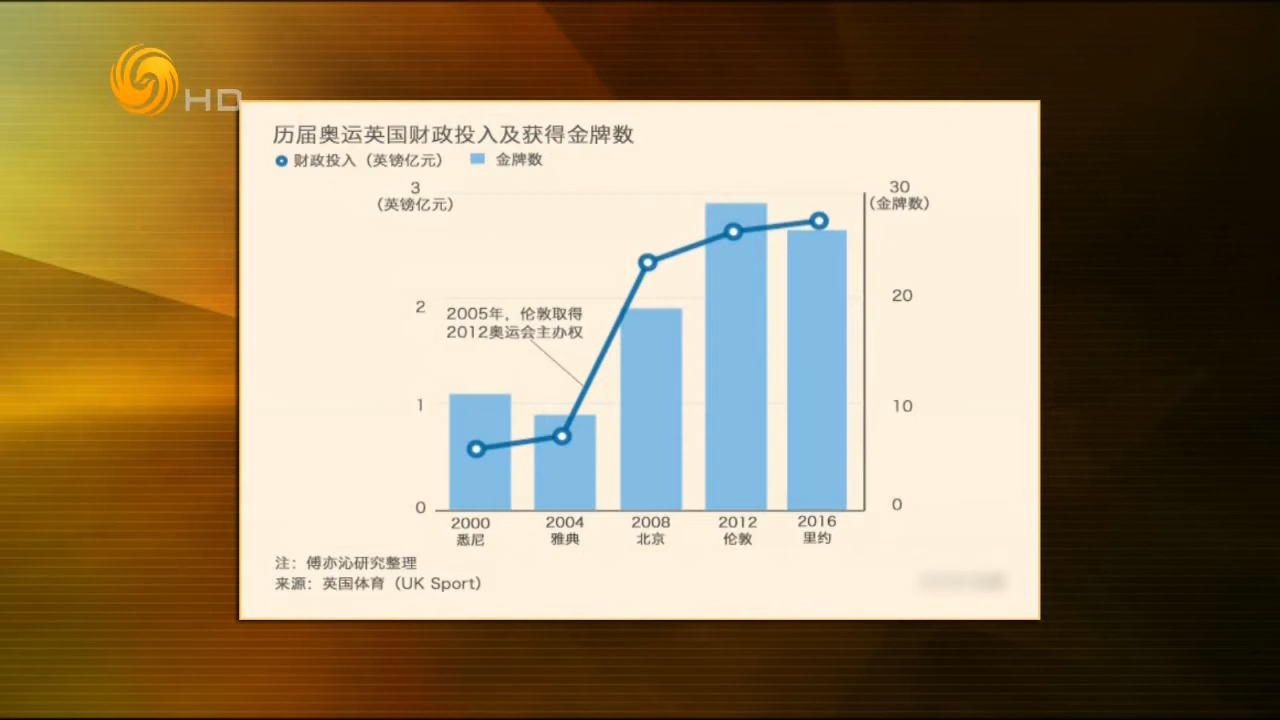 HD
历届奥运英国财政投入及获得金牌数
财政投入（英镑亿元） 金牌数
3
（英镑亿元）
30
（金牌数）
2
20
2005年，伦敦取得
2012奥运会主办权
1
10
0
0
2000 2004 2008 2012 2016
悉尼 雅典 北京 伦敦 里约
注：傅亦沁研究整理
来源：英国体育（UK Sport）